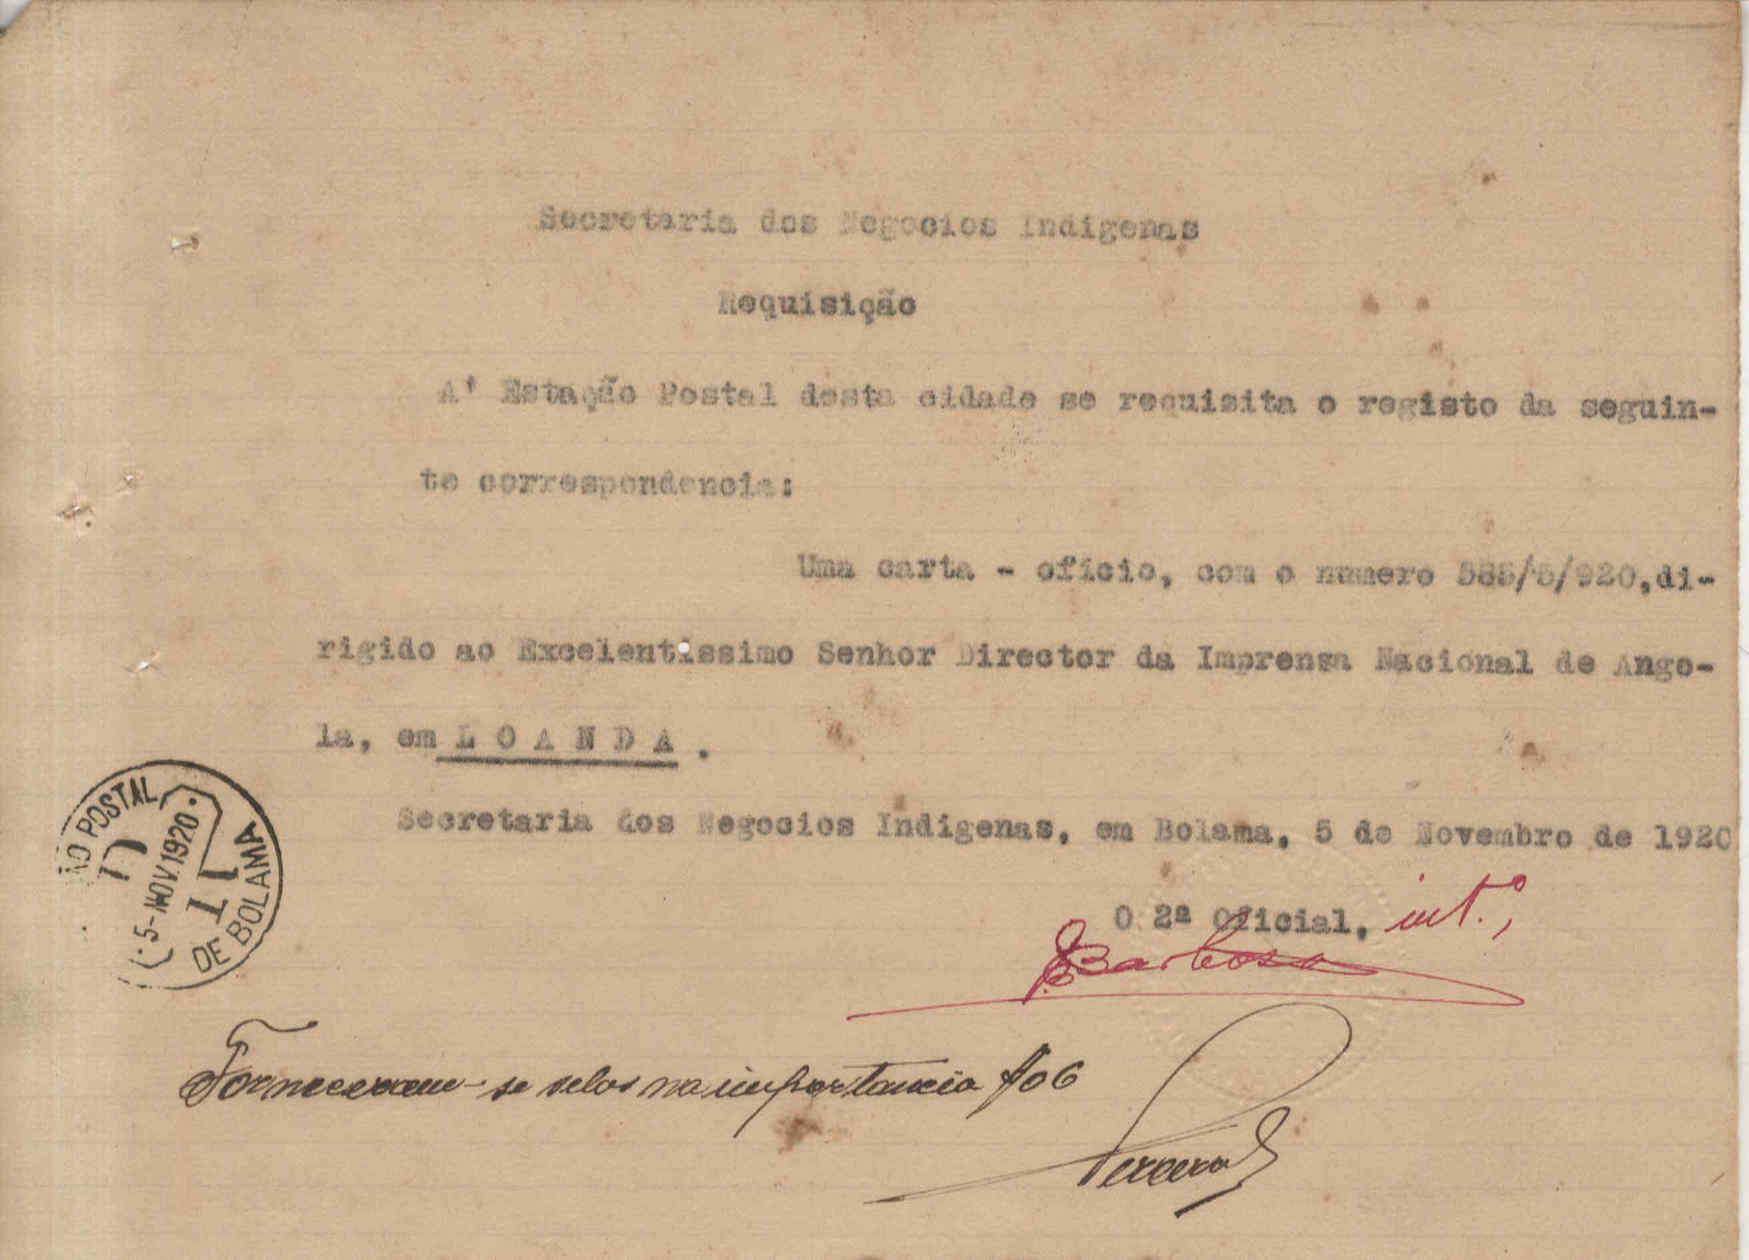 Secretaria dos Negocios Indigenas
Requisição
A' Estação Postal desta cidade se requisita o registo da seguin-
te correspondencia:
Uma carta - oficio, com o numero 585/5/920,di-
rigido ao Excelentissimo Senhor Director da Imprensa Nacional de Ango-
la, em L O A N D A .
Secretaria dos Negocios Indigenas, em Bolama, 5 de Novembro de 1920
O 2º Oficial, int.º,
Barbosa
ÃO POSTAL
5-NOV.1920
DE BOLAMA
Forneceram-se selos na importancia $06
Pereira